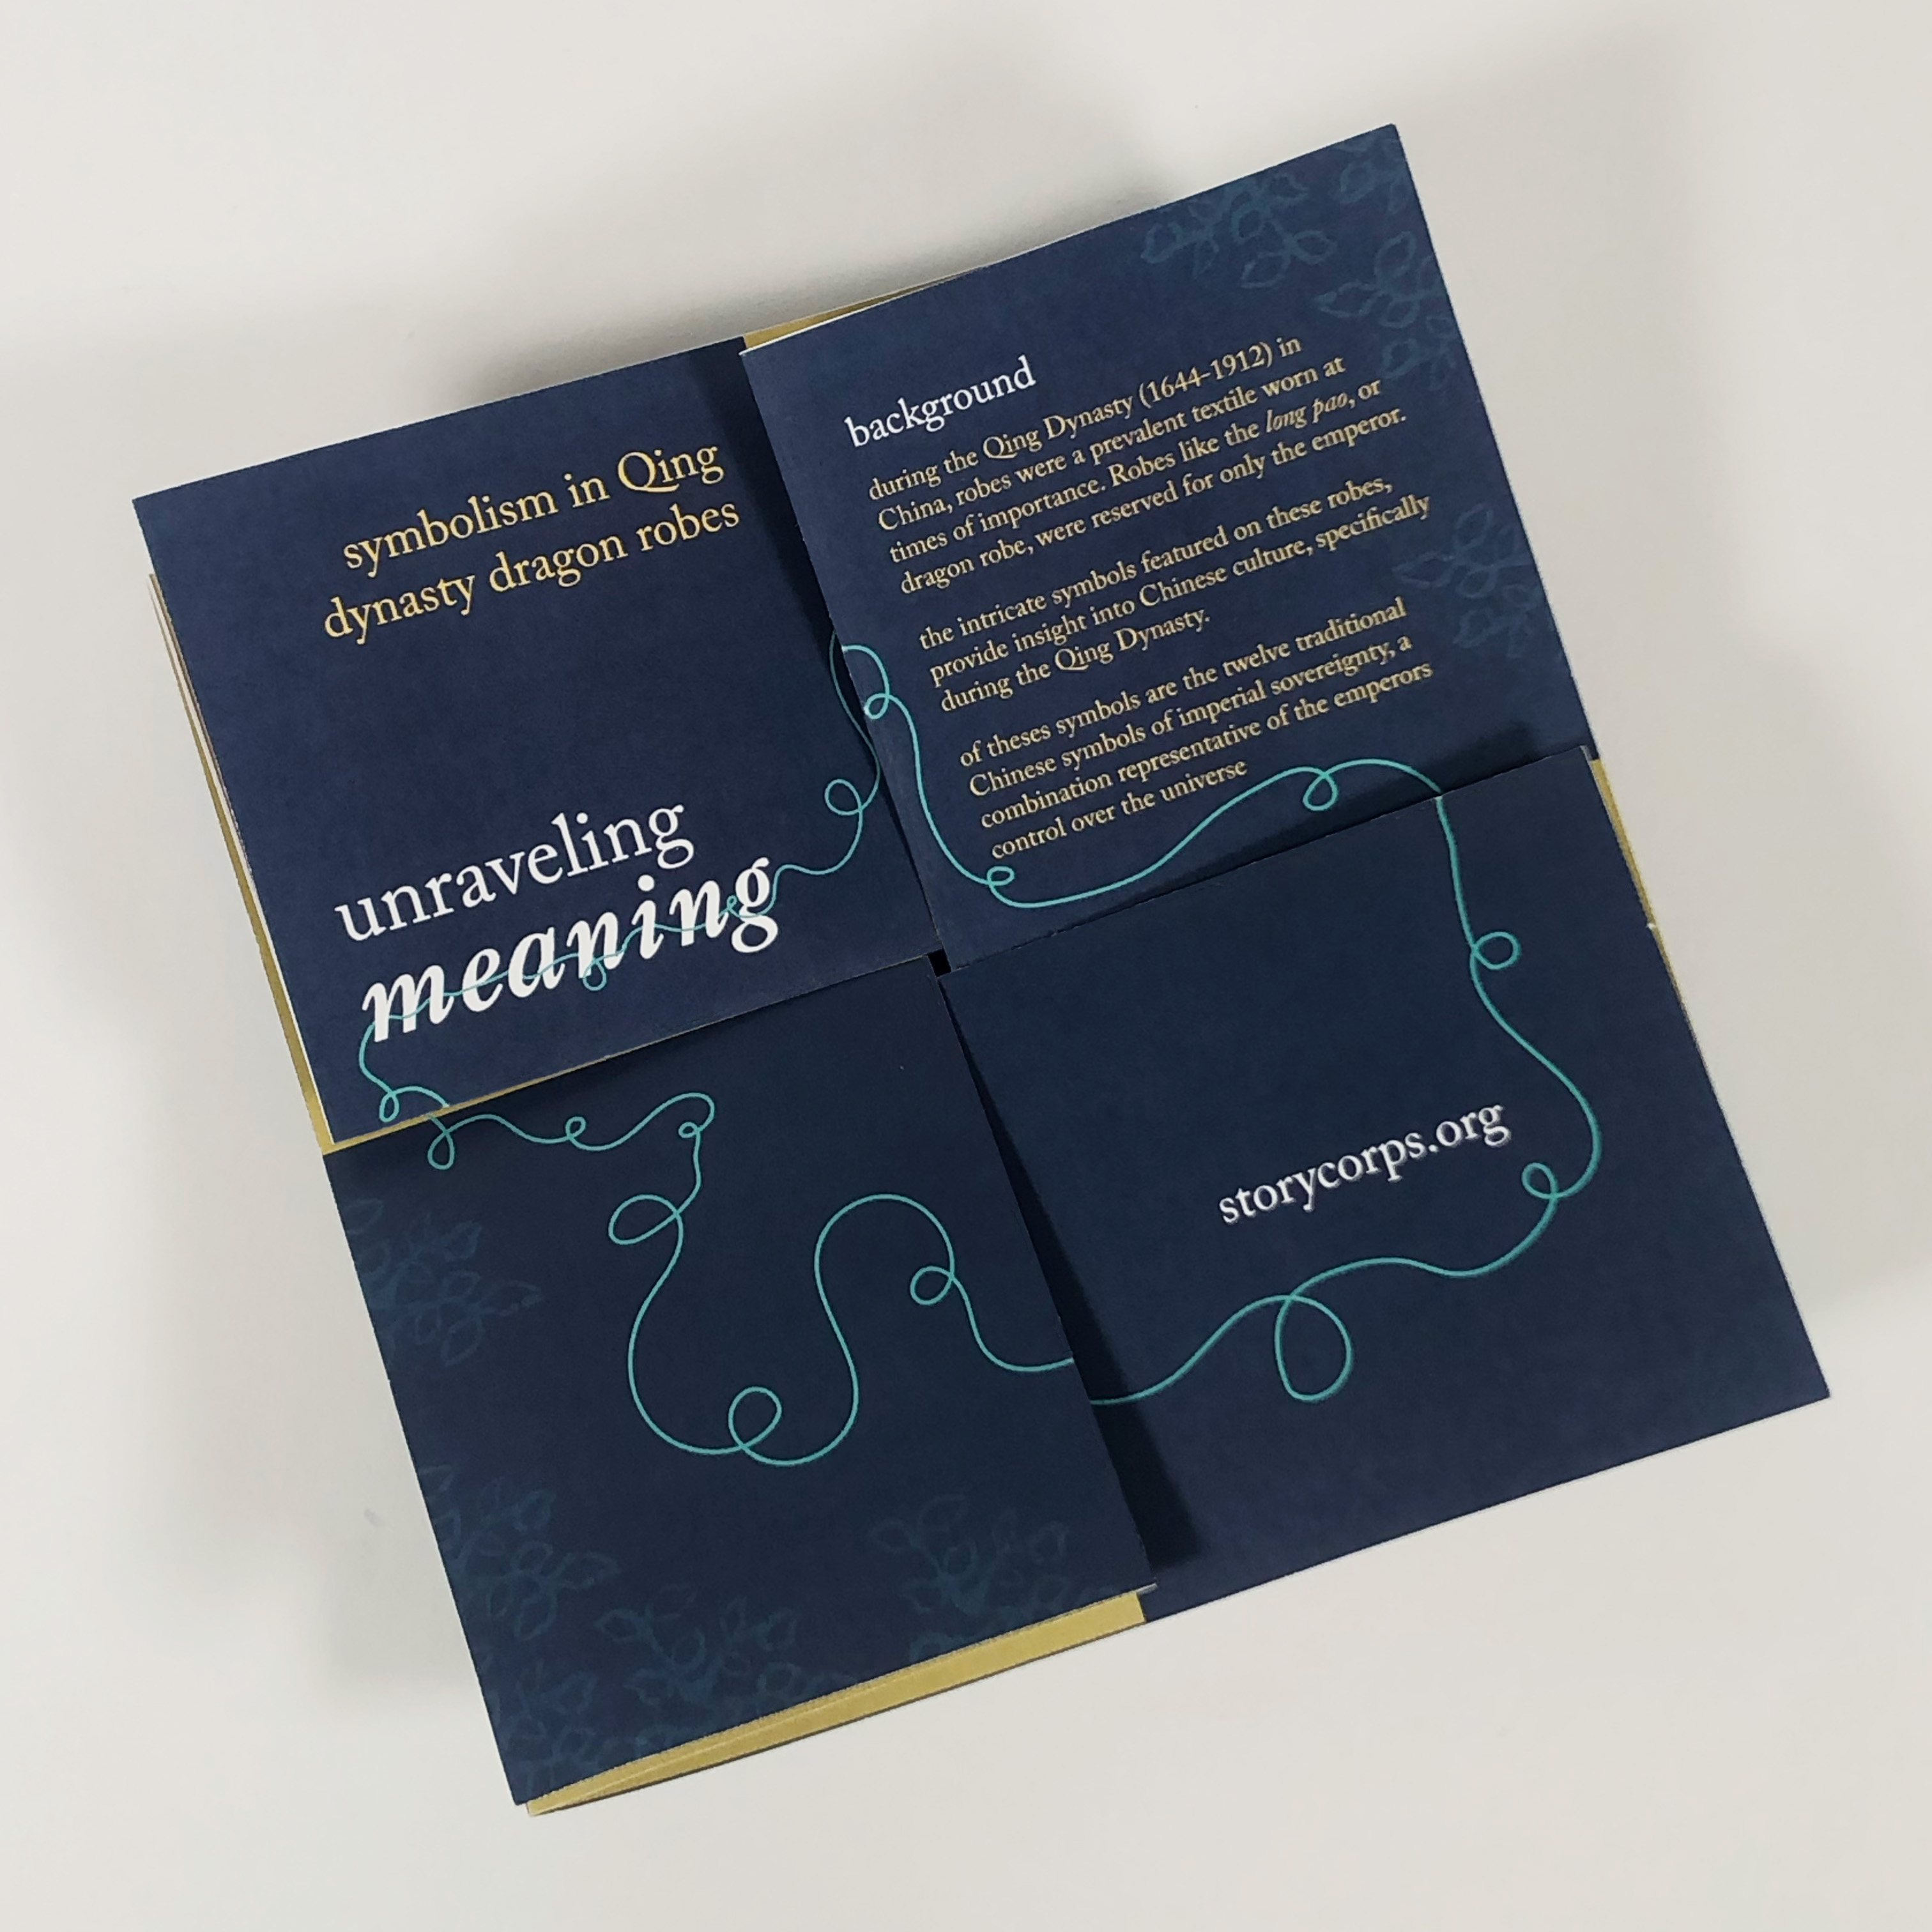 symbolism in Qing
dynasty dragon robes
unraveling
meaning
background
during the Qing Dynasty (1644-1912) in
China, robes were a prevalent textile worn at
times of importance. Robes like the long pao, or
dragon robe, were reserved for only the emperor.
the intricate symbols featured on these robes,
provide insight into Chinese culture, specifically
during the Qing Dynasty.
of theses symbols are the twelve traditional
Chinese symbols of imperial sovereignty, a
combination representative of the emperors
control over the universe
storycorps.org